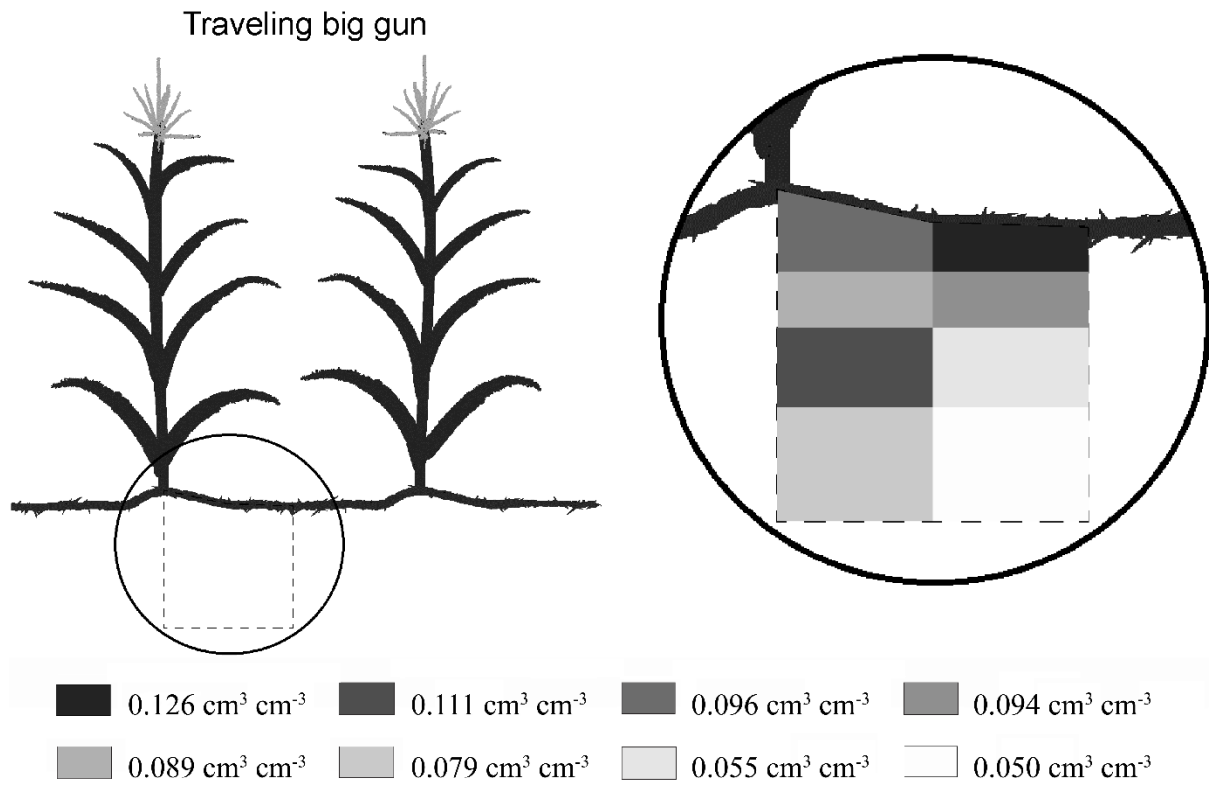 Traveling big gun
0.126 cm³ cm⁻³ 0.111 cm³ cm⁻³ 0.096 cm³ cm⁻³ 0.094 cm³ cm⁻³
0.089 cm³ cm⁻³ 0.079 cm³ cm⁻³ 0.055 cm³ cm⁻³ 0.050 cm³ cm⁻³